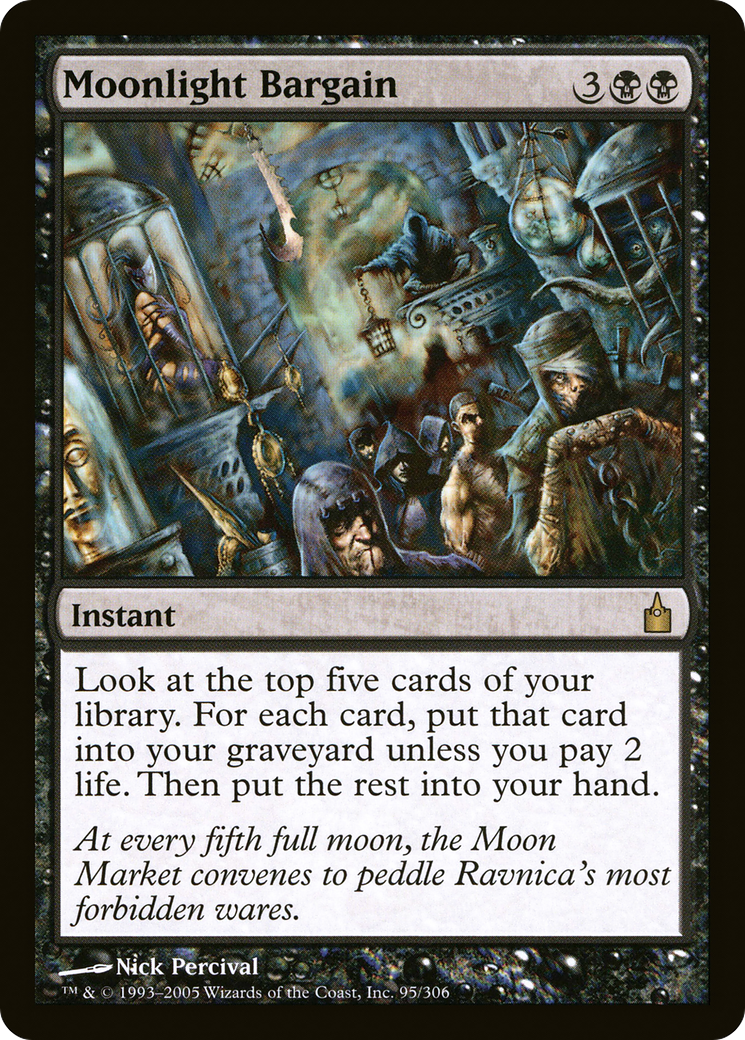 Moonlight Bargain 3
Instant
Look at the top five cards of your
library. For each card, put that card
into your graveyard unless you pay 2
life. Then put the rest into your hand.
At every fifth full moon, the Moon
Market convenes to peddle Ravnica's most
forbidden wares.
Nick Percival
™ & © 1993–2005 Wizards of the Coast, Inc. 95/306